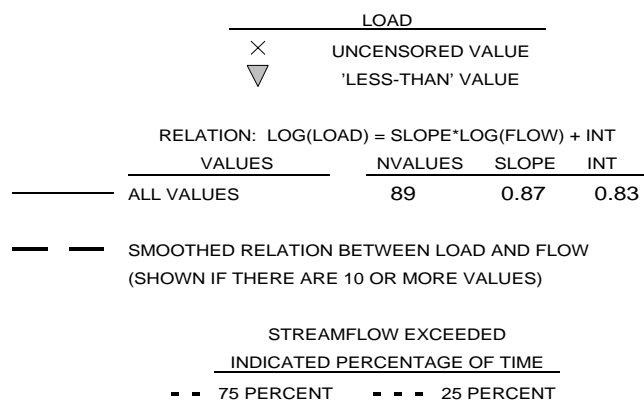 LOAD
UNCENSORED VALUE
'LESS-THAN' VALUE
RELATION: LOG(LOAD) = SLOPE*LOG(FLOW) + INT
VALUES NVALUES SLOPE INT
ALL VALUES 89 0.87 0.83
SMOOTHED RELATION BETWEEN LOAD AND FLOW
(SHOWN IF THERE ARE 10 OR MORE VALUES)
STREAMFLOW EXCEEDED
INDICATED PERCENTAGE OF TIME
75 PERCENT 25 PERCENT